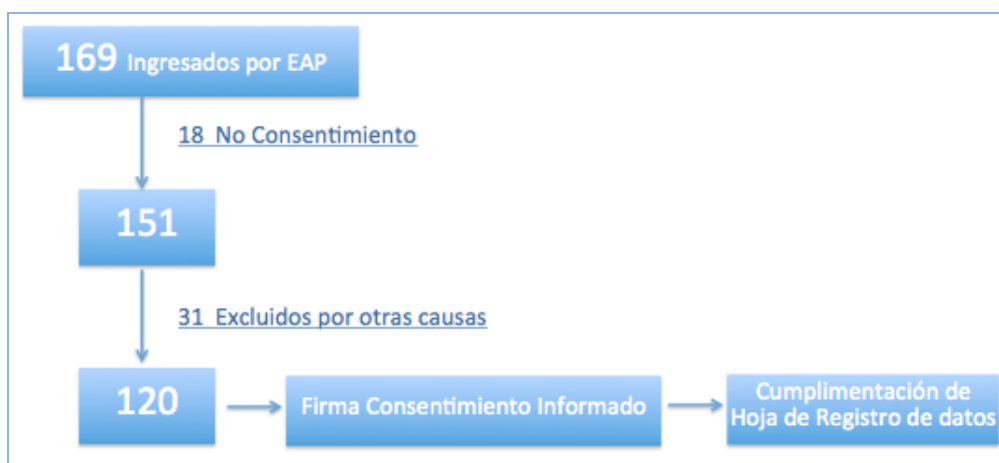 169 Ingresados por EAP
18 No Consentimiento
151
31 Excluidos por otras causas
120
Firma Consentimiento Informado
Cumplimentación de
Hoja de Registro de datos